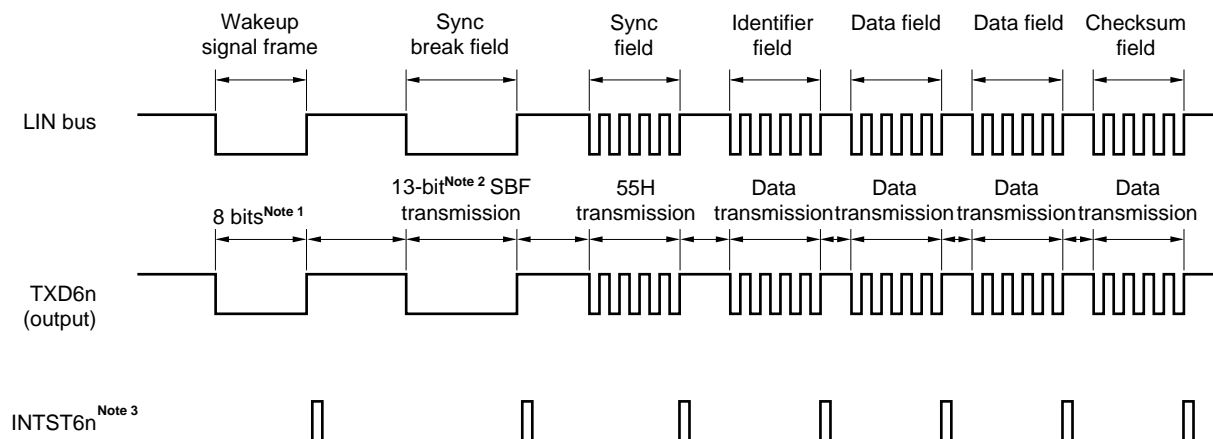 Wakeup
signal frame
Sync
break field
Sync
field
Identifier
field
Data field
Data field
Checksum
field
LIN bus
8 bitsNote 1
13-bitNote 2 SBF
transmission
55H
transmission
Data
transmission
Data
transmission
Data
transmission
Data
transmission
TXD6n
(output)
INTST6nNote 3